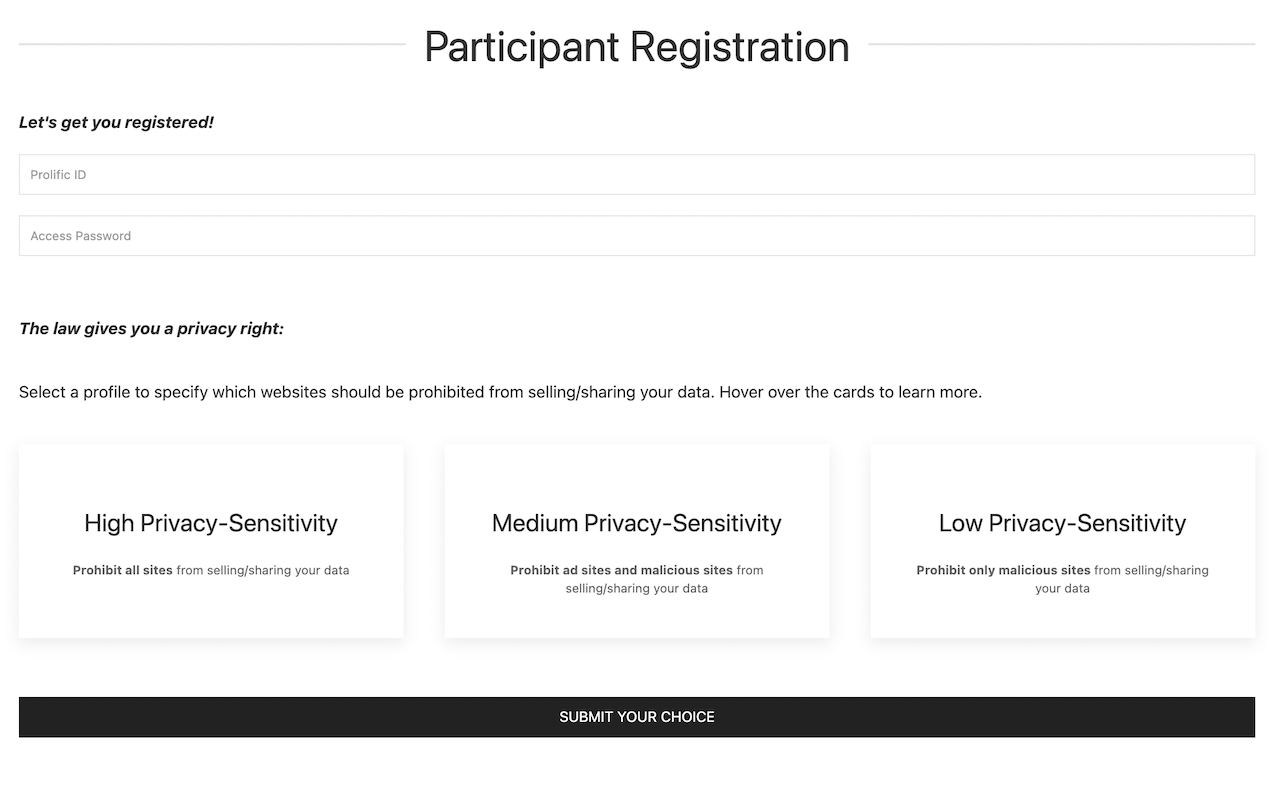 Participant Registration
Let's get you registered!
Prolific ID
Access Password
The law gives you a privacy right:
Select a profile to specify which websites should be prohibited from selling/sharing your data. Hover over the cards to learn more.
High Privacy-Sensitivity
Prohibit all sites from selling/sharing your data
Medium Privacy-Sensitivity
Prohibit ad sites and malicious sites from
selling/sharing your data
Low Privacy-Sensitivity
Prohibit only malicious sites from selling/sharing
your data
SUBMIT YOUR CHOICE